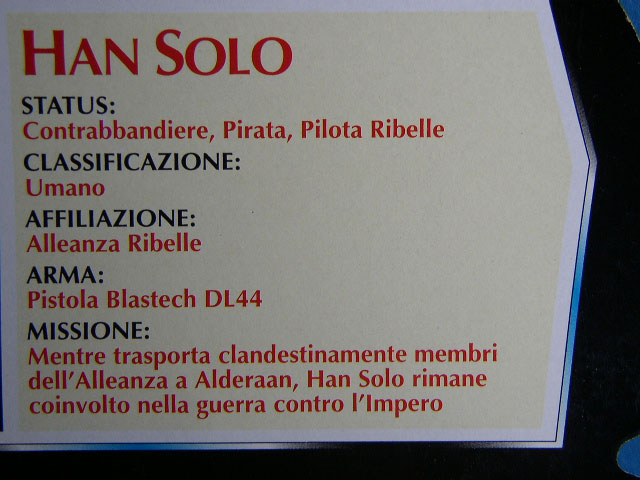 HAN SOLO
STATUS:
Contrabbandiere, Pirata, Pilota Ribelle
CLASSIFICAZIONE:
Umano
AFFILIAZIONE:
Alleanza Ribelle
ARMA:
Pistola Blastech DL44
MISSIONE:
Mentre trasporta clandestinamente membri
dell'Alleanza a Alderaan, Han Solo rimane
coinvolto nella guerra contro l'Impero